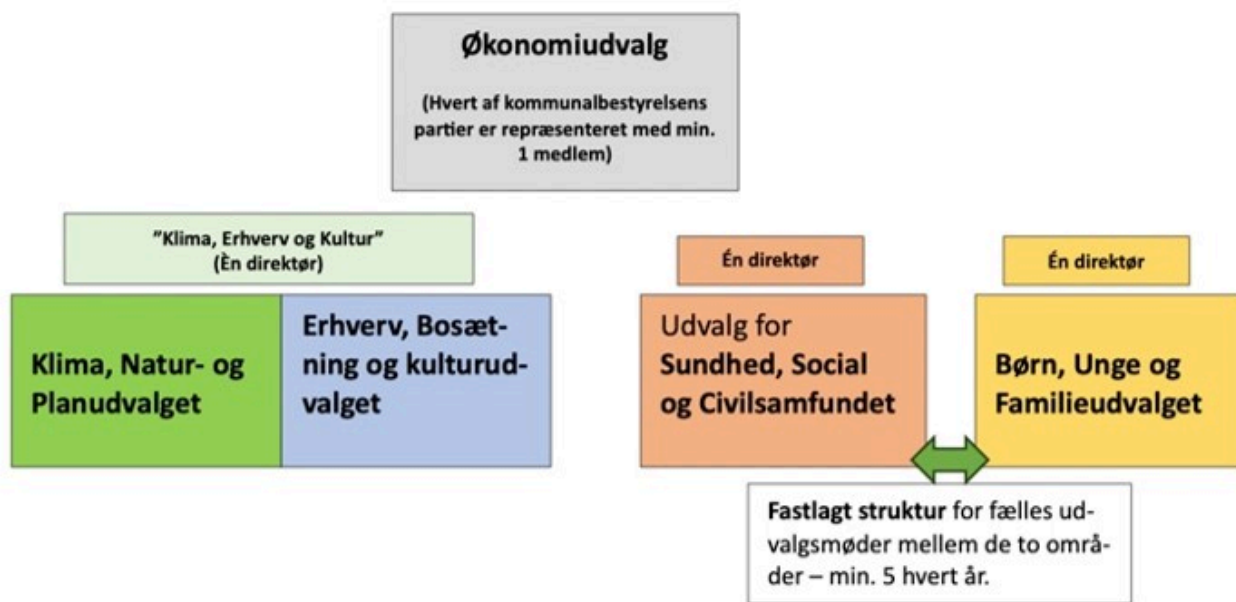 Økonomiudvalg
(Hvert af kommunalbestyrelsens
partier er repræsenteret med min.
1 medlem)
”Klima, Erhverv og Kultur”
(Èn direktør)
Én direktør
Én direktør
Klima, Natur- og
Planudvalget
Erhverv, Bosæt-
ning og kulturud-
valget
Udvalg for
Sundhed, Social
og Civilsamfundet
Børn, Unge og
Familieudvalget
Fastlagt struktur for fælles ud-
valgsmøder mellem de to områ-
der – min. 5 hvert år.